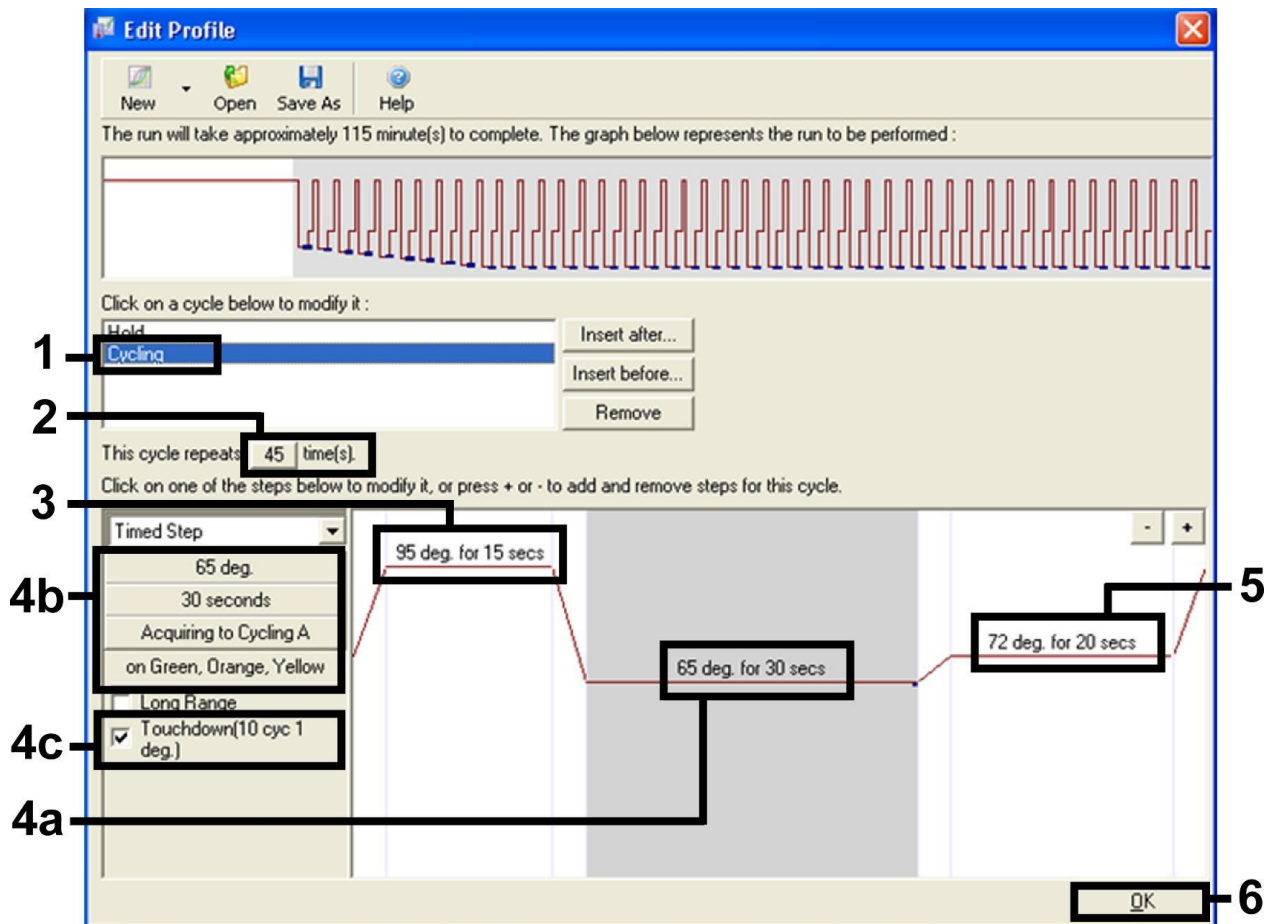 Edit Profile
New Open Save As Help
The run will take approximately 115 minute(s) to complete. The graph below represents the run to be performed :
Click on a cycle below to modify it :
Hold
1 Cycling
Insert after...
Insert before...
Remove
2
This cycle repeats 45 time(s).
Click on one of the steps below to modify it, or press + or - to add and remove steps for this cycle.
3
Timed Step
- +
95 deg. for 15 secs
4b
65 deg.
30 seconds
Acquiring to Cycling A
on Green, Orange, Yellow
65 deg. for 30 secs
72 deg. for 20 secs
5
Long Range
4c
Touchdown(10 cyc 1
deg.)
4a
OK
6